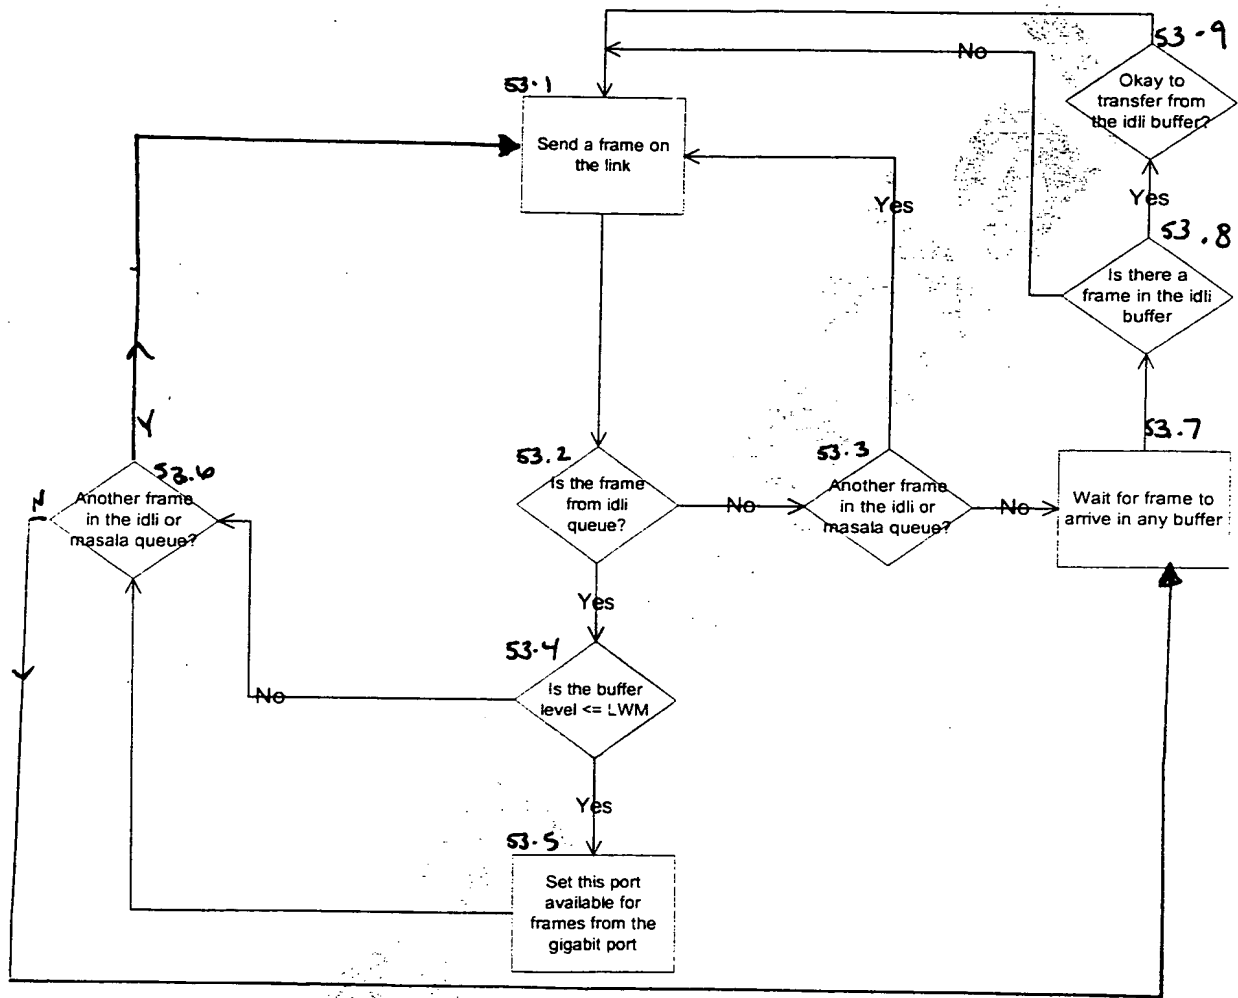 53.9
No
Okay to
transfer from
the idli buffer?
53.1
Send a frame on
the link
Yes
Yes
53.8
Is there a
frame in the idli
buffer
53.7
Wait for frame to
arrive in any buffer
Y
53.6
N
Another frame
in the idli or
masala queue?
53.2
Is the frame
from idli
queue?
No
53.3
Another frame
in the idli or
masala queue?
No
Yes
53.4
Is the buffer
level <= LWM
No
Yes
53.5
Set this port
available for
frames from the
gigabit port